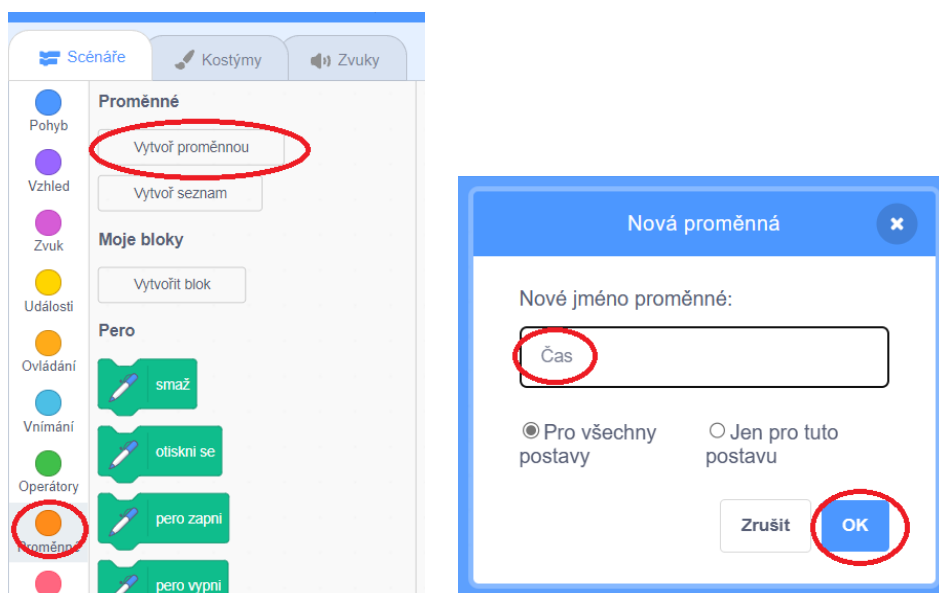 Scénáře
Kostýmy
Zvuky
Pohyb
Vzhled
Zvuk
Události
Ovládání
Vnímání
Operátory
Proměnné
Proměnné
Vytvoř proměnnou
Vytvoř seznam
Moje bloky
Vytvořit blok
Pero
smaž
otiskni se
pero zapni
pero vypni
Nová proměnná
Nové jméno proměnné:
Čas
Pro všechny
postavy
Jen pro tuto
postavu
Zrušit
OK